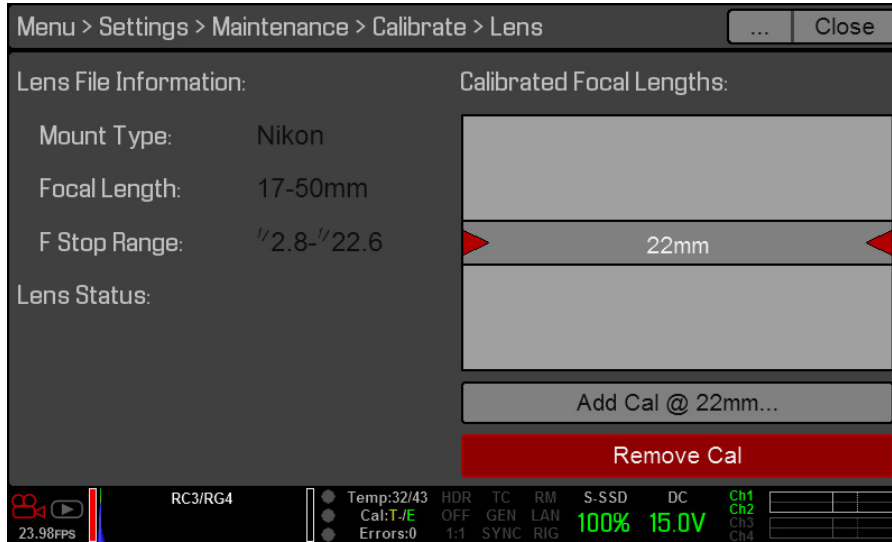 Menu > Settings > Maintenance > Calibrate > Lens ... Close
Lens File Information:
Mount Type: Nikon
Focal Length: 17-50mm
F Stop Range: f/2.8-f/22.6
Lens Status:
Calibrated Focal Lengths:
22mm
Add Cal @ 22mm...
Remove Cal
23.98FPS
RC3/RG4
Temp:32/43
Cal:T-/E
Errors:0
HDR TC RM
OFF GEN LAN
1:1 SYNC RIG
S-SSD
100%
DC
15.0V
Ch1
Ch2
Ch3
Ch4